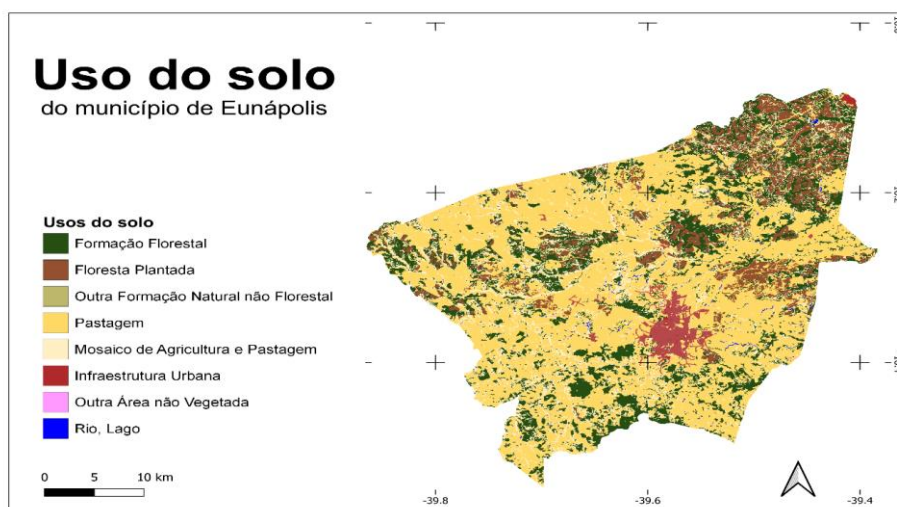 Uso do solo
do município de Eunápolis
Usos do solo
Formação Florestal
Floresta Plantada
Outra Formação Natural não Florestal
Pastagem
Mosaico de Agricultura e Pastagem
Infraestrutura Urbana
Outra Área não Vegetada
Rio, Lago
0 5 10 km
-39.8 -39.6 -39.4